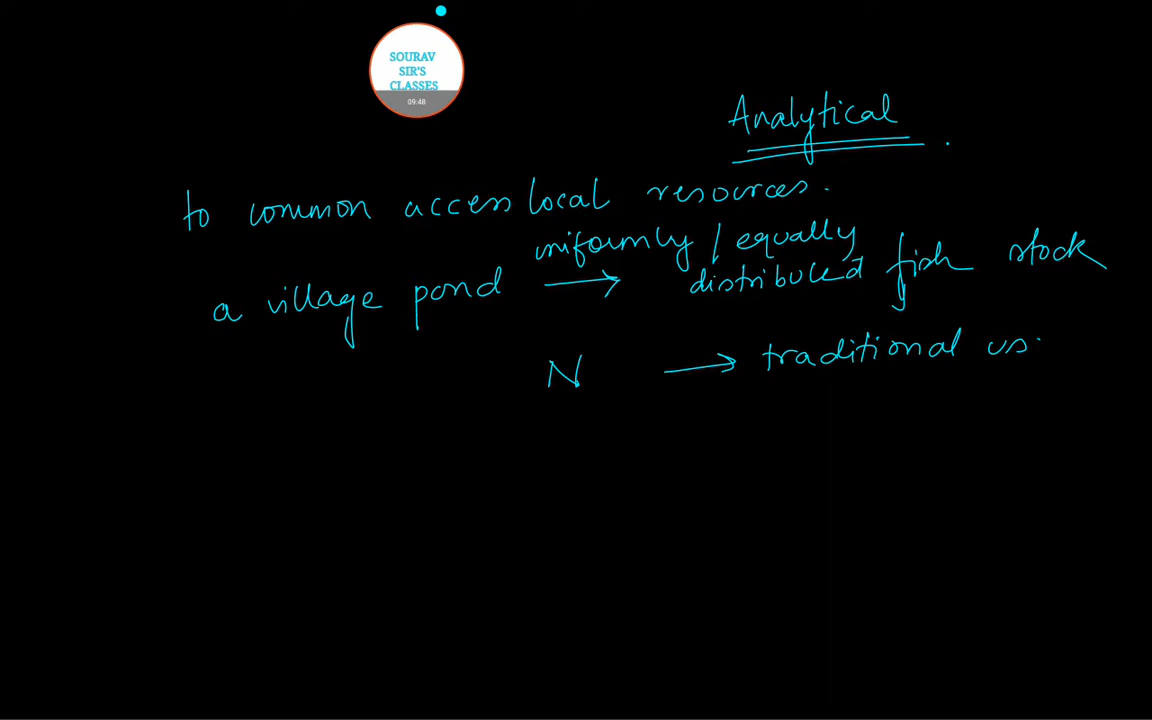 SOURAV
SIR'S
CLASSES
09:48
Analytical
to common access local resources.
uniformly / equally
a village pond → distributed fish stock
N → traditional us.